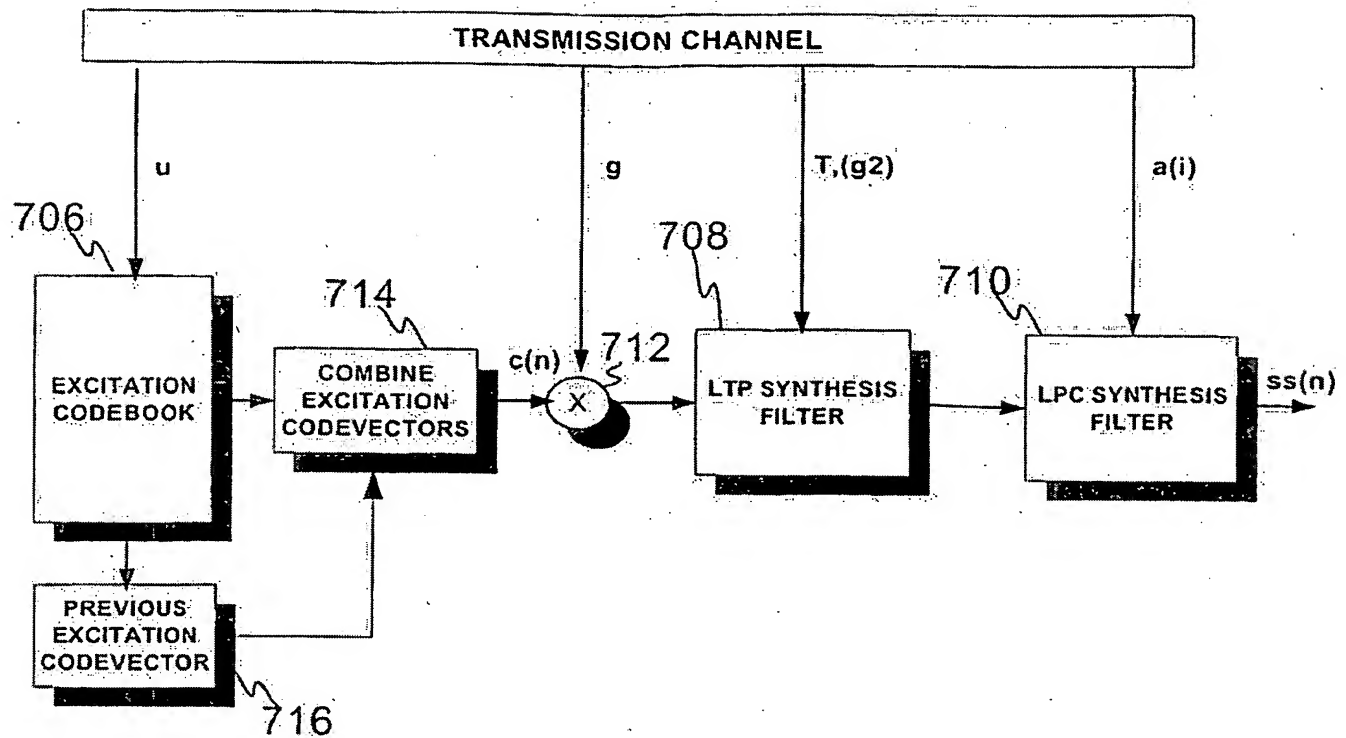 TRANSMISSION CHANNEL
u
g
T,(g2)
a(i)
706
708
710
714
c(n)
712
ss(n)
EXCITATION
CODEBOOK
COMBINE
EXCITATION
CODEVECTORS
X
LTP SYNTHESIS
FILTER
LPC SYNTHESIS
FILTER
PREVIOUS
EXCITATION
CODEVECTOR
716